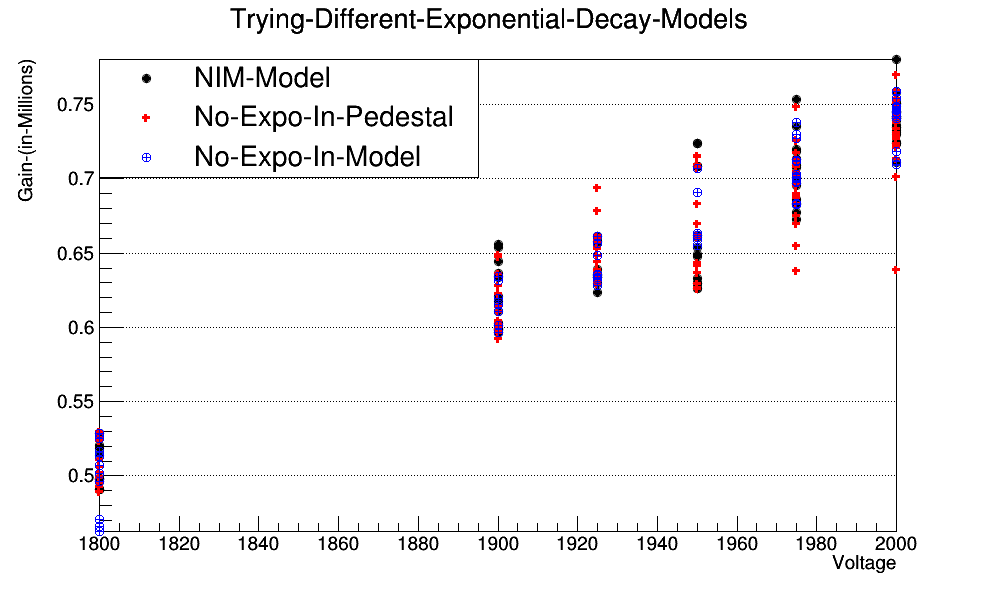 Trying-Different-Exponential-Decay-Models
Gain-(in-Millions)
NIM-Model
No-Expo-In-Pedestal
No-Expo-In-Model
0.75
0.7
0.65
0.6
0.55
0.5
1800 1820 1840 1860 1880 1900 1920 1940 1960 1980 2000
Voltage